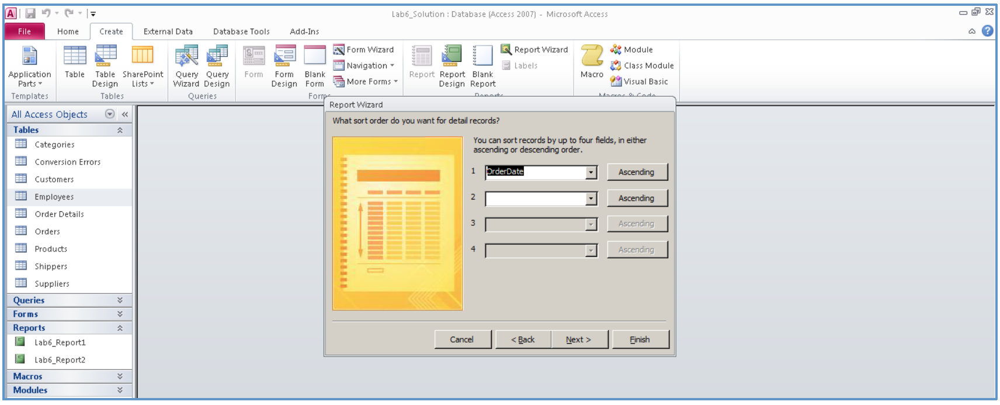 Lab6_Solution : Database (Access 2007) - Microsoft Access
File Home Create External Data Database Tools Add-Ins
Application Parts
Table
Table Design
SharePoint Lists
Query Wizard
Query Design
Form
Form Design
Blank Form
Form Wizard
Navigation
More Forms
Report
Report Design
Blank Report
Report Wizard
Labels
Macro
Module
Class Module
Visual Basic
Templates Tables Queries Forms Reports Macros & Code
All Access Objects
Tables
Categories
Conversion Errors
Customers
Employees
Order Details
Orders
Products
Shippers
Suppliers
Queries
Forms
Reports
Lab6_Report1
Lab6_Report2
Macros
Modules
Report Wizard
What sort order do you want for detail records?
You can sort records by up to four fields, in either
ascending or descending order.
1 OrderDate Ascending
2 Ascending
3 Ascending
4 Ascending
Cancel < Back Next > Finish